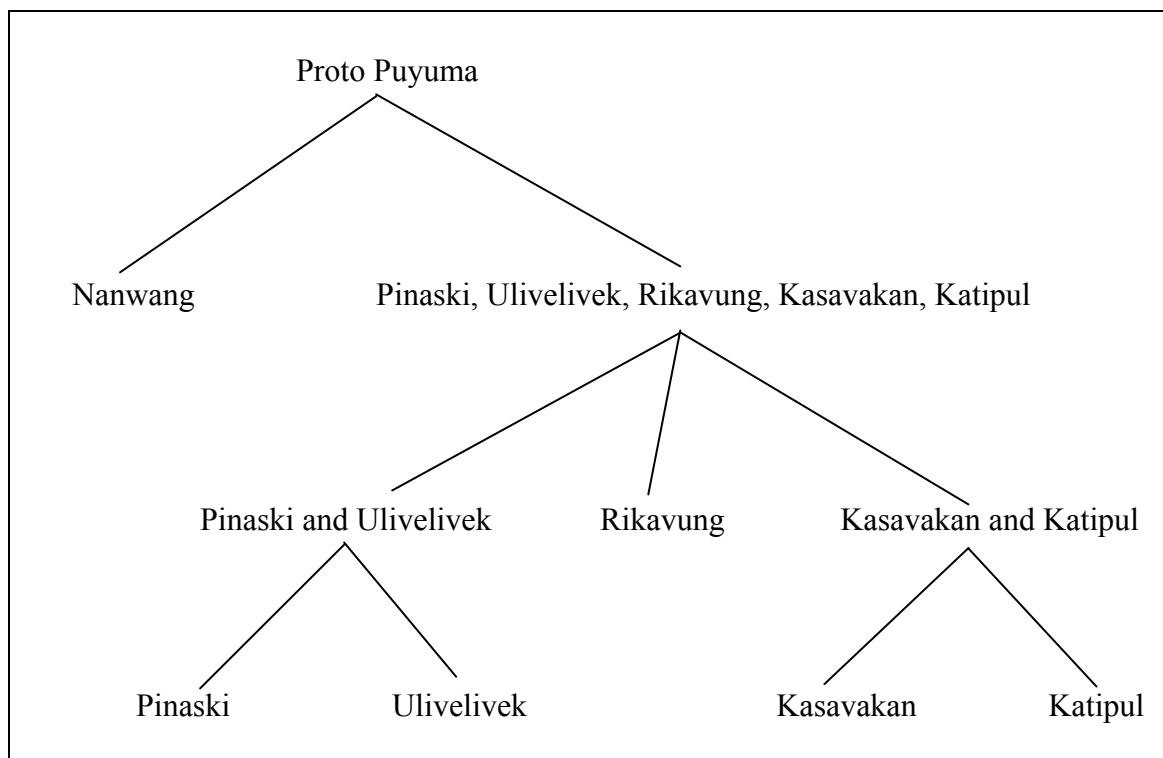 Proto Puyuma
Nanwang
Pinaski, Ulivelivek, Rikavung, Kasavakan, Katipul
Pinaski and Ulivelivek
Rikavung
Kasavakan and Katipul
Pinaski
Ulivelivek
Kasavakan
Katipul